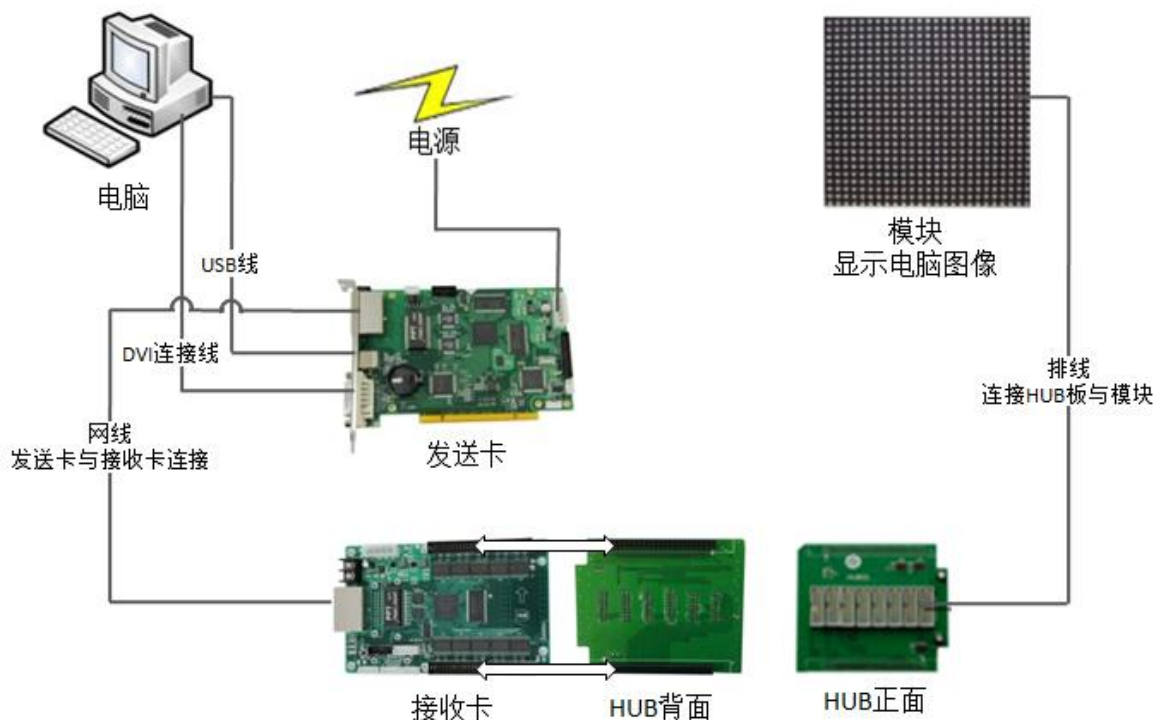 电脑
电源
模块
显示电脑图像
USB线
DVI连接线
排线
连接HUB板与模块
网线
发送卡与接收卡连接
发送卡
接收卡
HUB背面
HUB正面